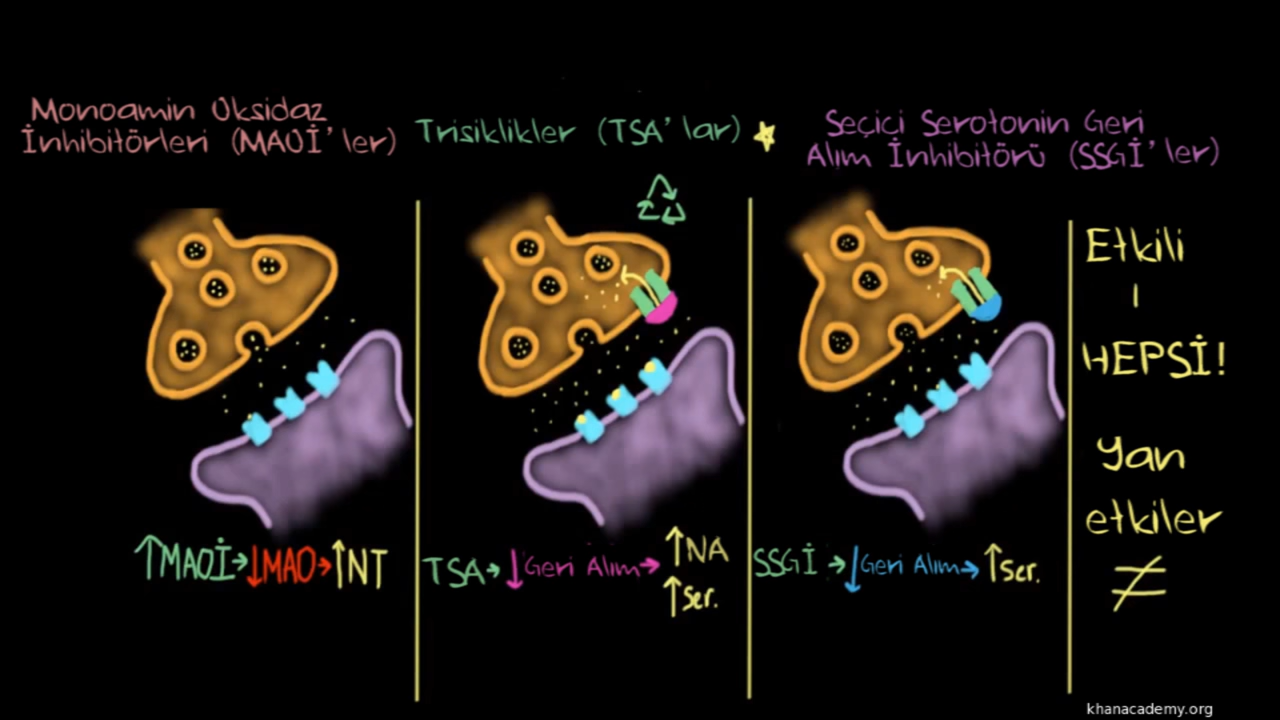 Monoamin Oksidaz
İnhibitörleri (MAOİ'ler)
Trisiklikler (TSA'lar)
Seçici Serotonin Geri
Alım İnhibitörü (SSGİ'ler)
↑MAOİ→↓MAO→↑NT
TSA→↓Geri Alım→↑NA
↑Ser.
SSGİ→↓Geri Alım→↑Ser.
Etkili
HEPSİ!
Yan
etkiler
≠
khanacademy.org